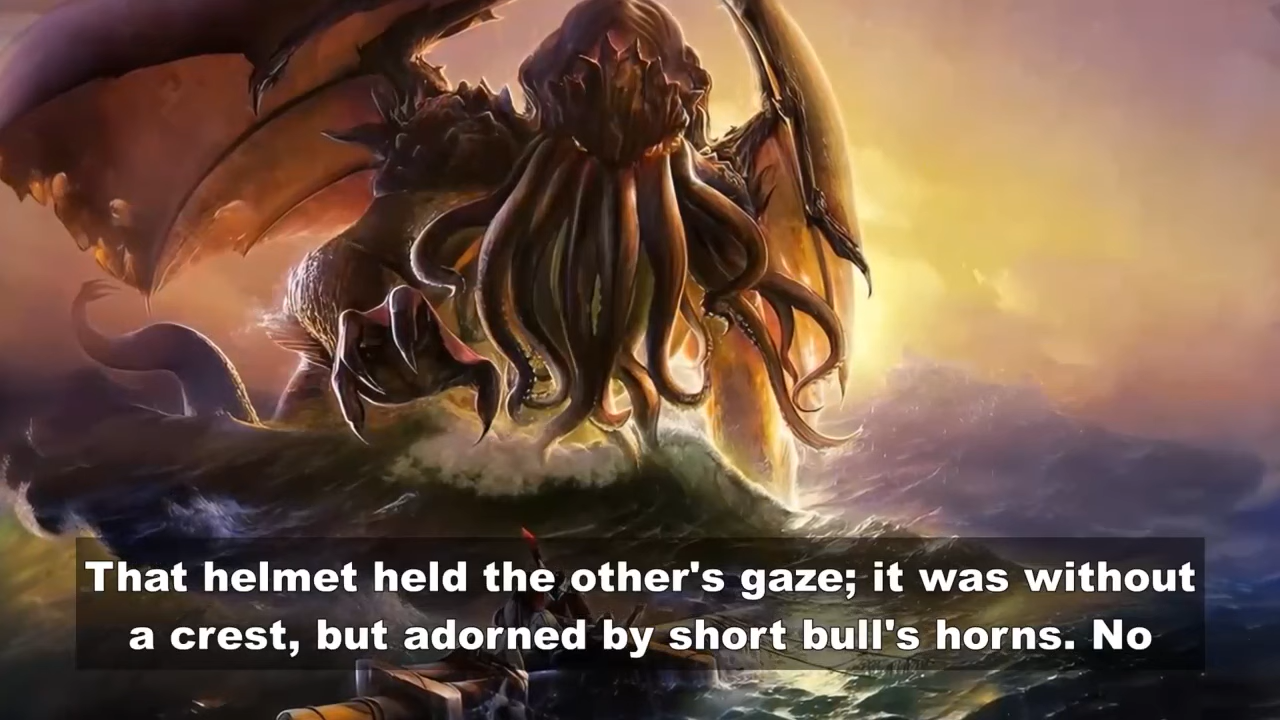 That helmet held the other's gaze; it was without
a crest, but adorned by short bull's horns. No